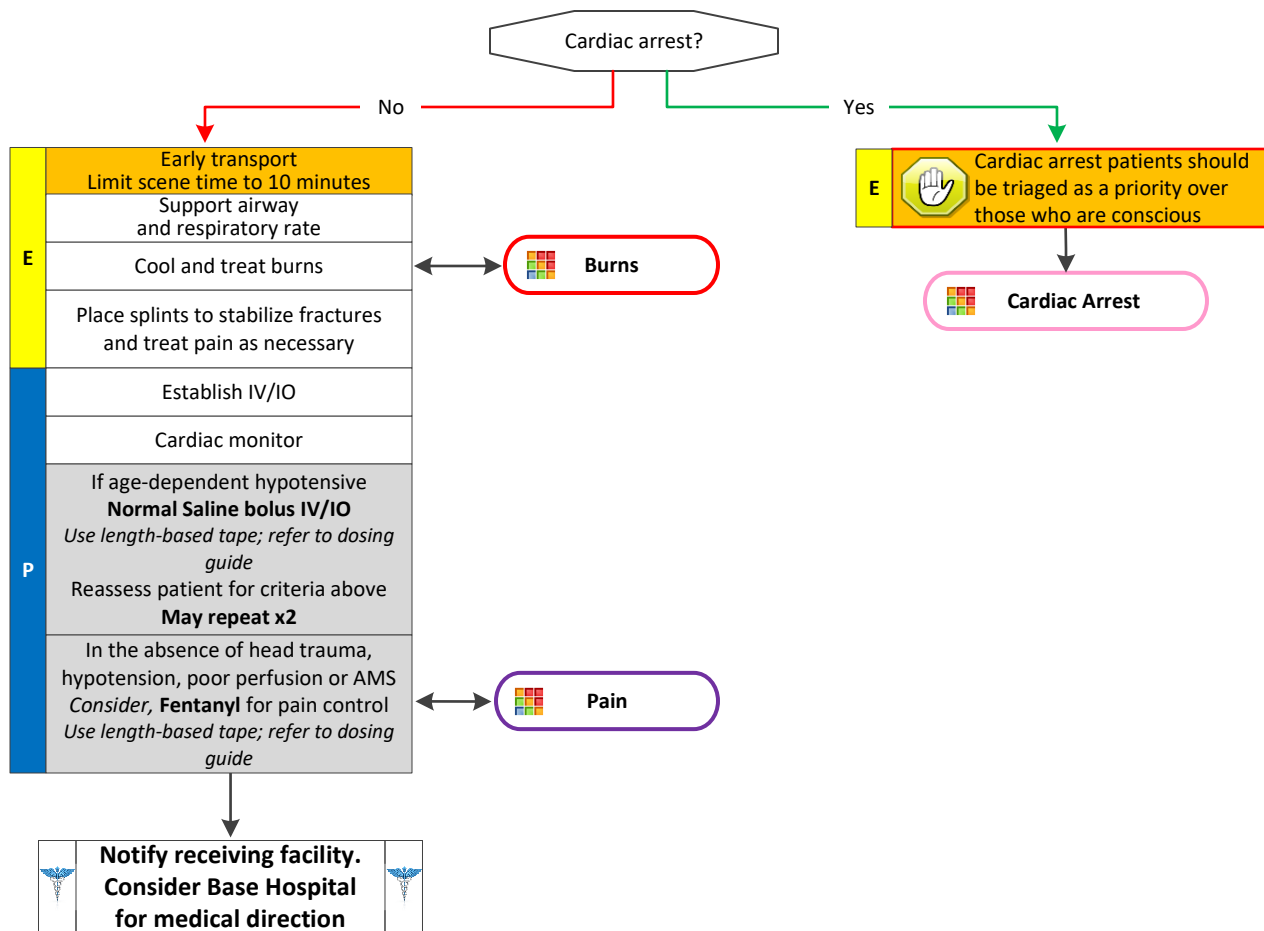 Cardiac arrest?
No
Yes
E
Early transport
Limit scene time to 10 minutes
Support airway
and respiratory rate
Cool and treat burns
Place splints to stabilize fractures
and treat pain as necessary
Burns
E
Cardiac arrest patients should
be triaged as a priority over
those who are conscious
Cardiac Arrest
P
Establish IV/IO
Cardiac monitor
If age-dependent hypotensive
Normal Saline bolus IV/IO
Use length-based tape; refer to dosing
guide
Reassess patient for criteria above
May repeat x2
In the absence of head trauma,
hypotension, poor perfusion or AMS
Consider, Fentanyl for pain control
Use length-based tape; refer to dosing
guide
Pain
Notify receiving facility.
Consider Base Hospital
for medical direction